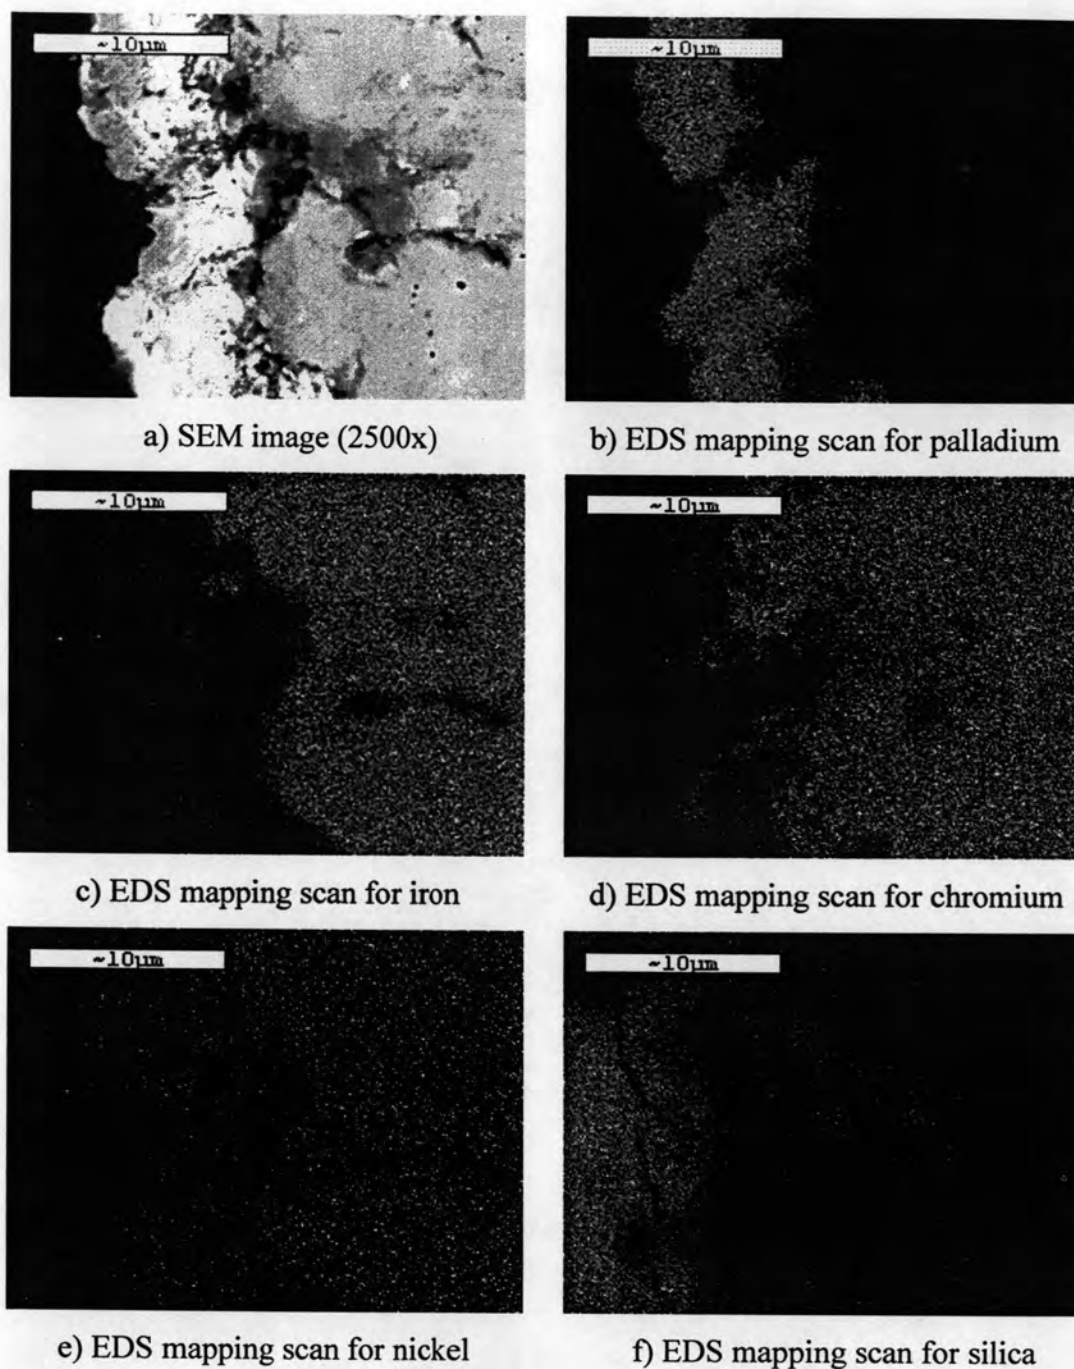 ~10µm
~10µm
a) SEM image (2500x)
b) EDS mapping scan for palladium
~10µm
~10µm
c) EDS mapping scan for iron
d) EDS mapping scan for chromium
~10µm
~10µm
e) EDS mapping scan for nickel
f) EDS mapping scan for silica